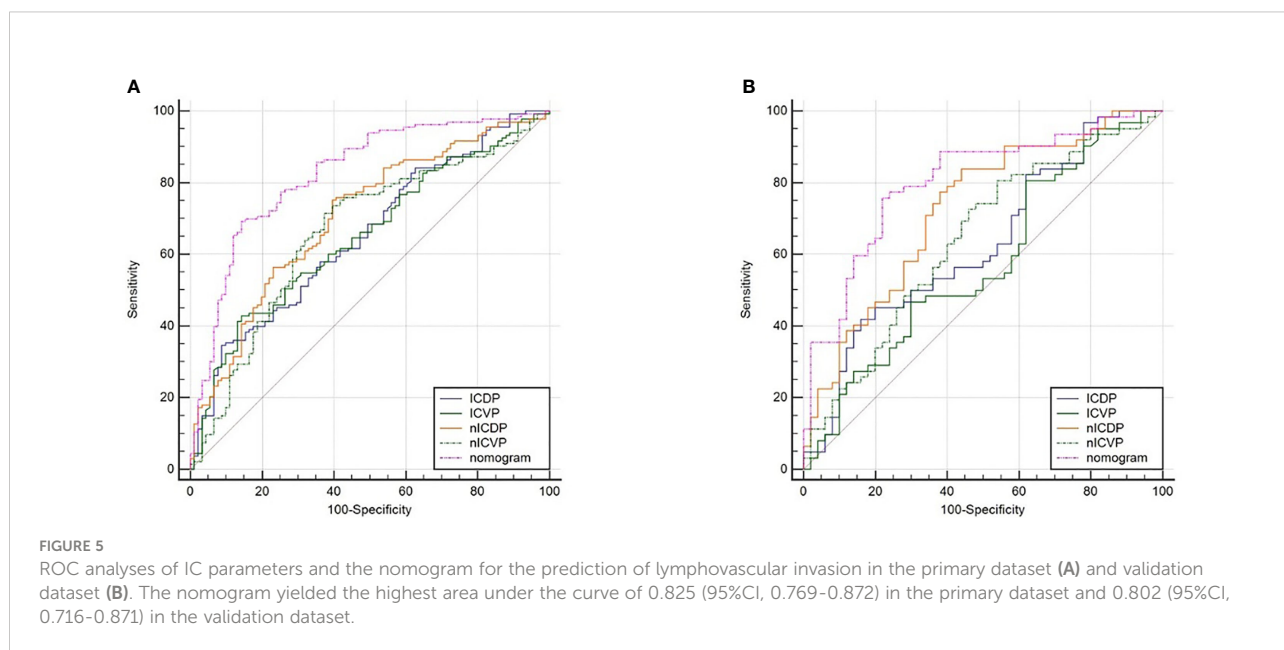 A
100
80
60
40
20
0
Sensitivity
0 20 40 60 80 100
100-Specificity
ICDP
ICVP
nICDP
nICVP
nomogram
B
100
80
60
40
20
0
Sensitivity
0 20 40 60 80 100
100-Specificity
ICDP
ICVP
nICDP
nICVP
nomogram
FIGURE 5
ROC analyses of IC parameters and the nomogram for the prediction of lymphovascular invasion in the primary dataset (A) and validation
dataset (B). The nomogram yielded the highest area under the curve of 0.825 (95%CI, 0.769-0.872) in the primary dataset and 0.802 (95%CI,
0.716-0.871) in the validation dataset.